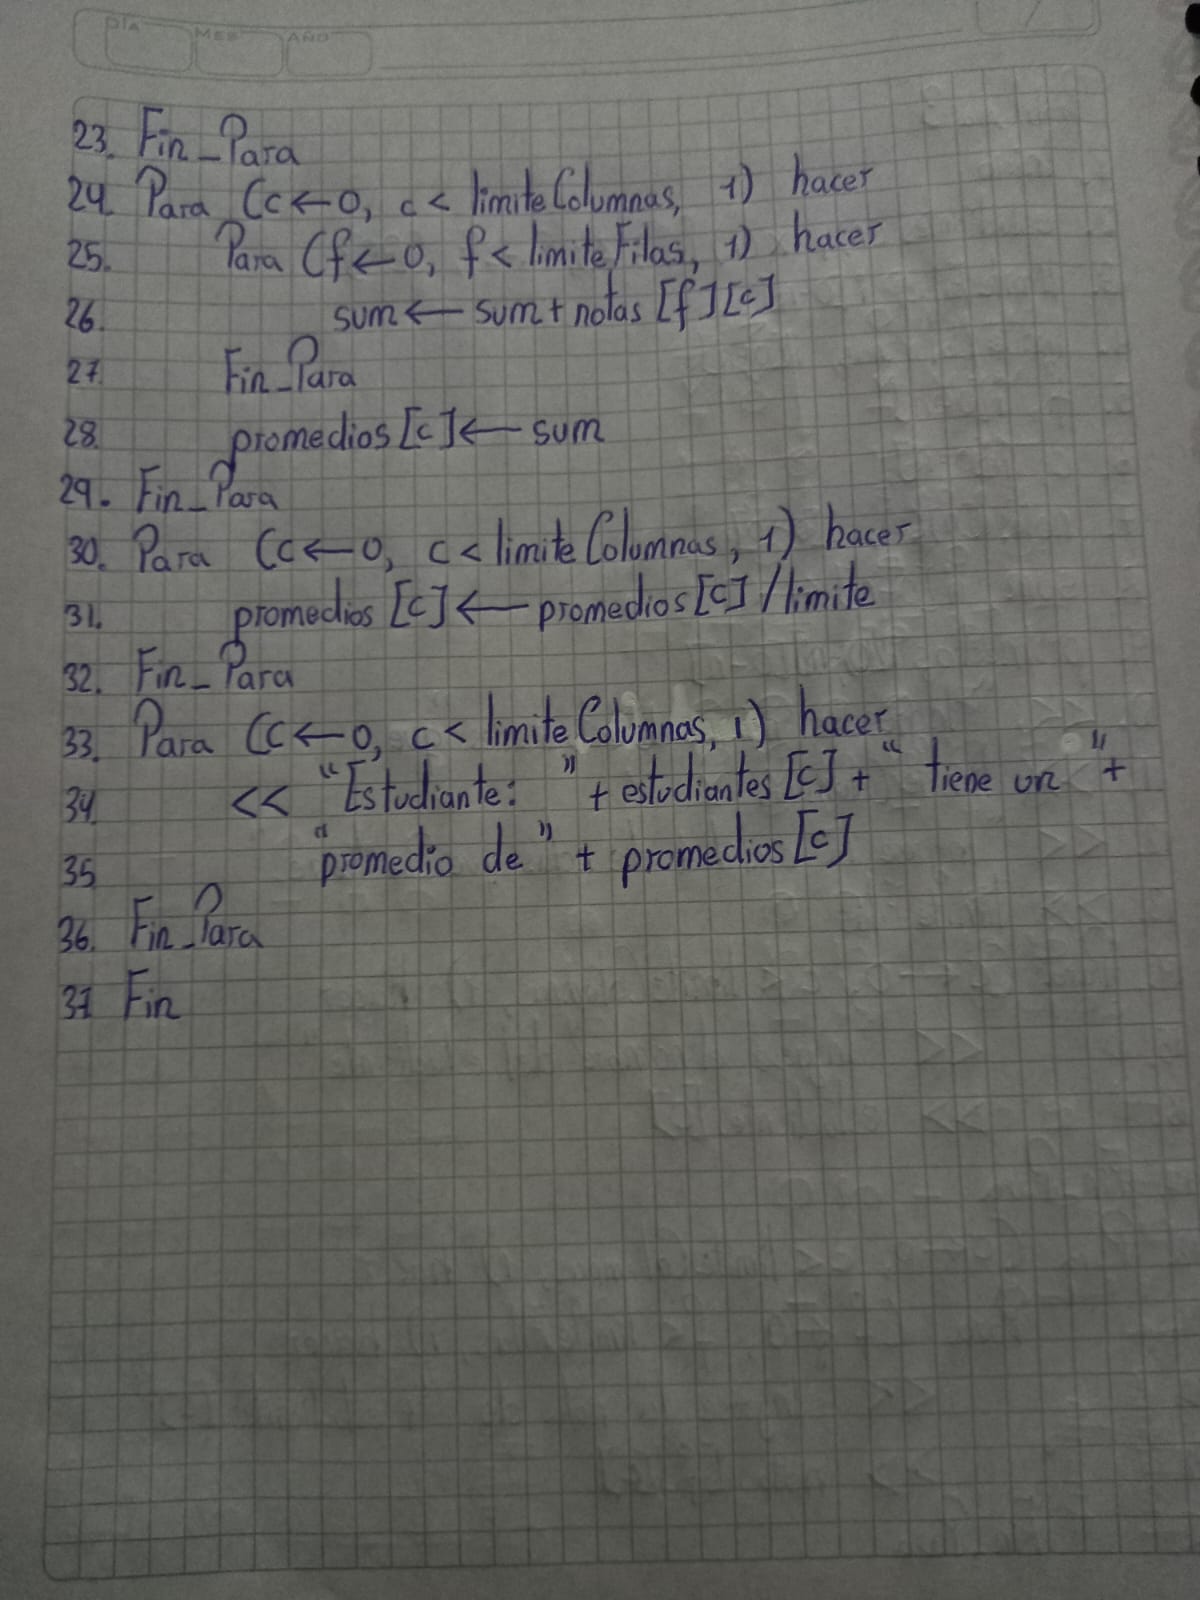 DÍA MES AÑO
23. Fin_Para
24. Para (c←0, c < limiteColumnas, 1) hacer
25. Para (f←0, f < limiteFilas, 1) hacer
26. sum ← sum + notas [f][c]
27. Fin_Para
28. promedios [c] ← sum
29. Fin_Para
30. Para (c←0, c < limiteColumnas, 1) hacer
31. promedios [c] ← promedios [c] / limite
32. Fin_Para
33. Para (c←0, c < limiteColumnas, 1) hacer
34. << "Estudiante: " + estudiantes [c] + " tiene un " +
35 "promedio de " + promedios [c]
36. Fin_Para
37 Fin